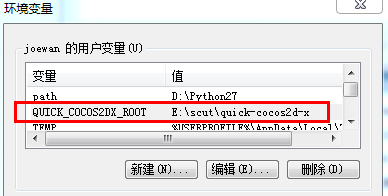 环境变量
joewan 的用户变量(U)
变量 值
path D:\Python27
QUICK_COCOS2DX_ROOT E:\scut\quick-cocos2d-x
TEMP %USERPROFILE%\AppData\Local\
新建(N)... 编辑(E)... 删除(D)